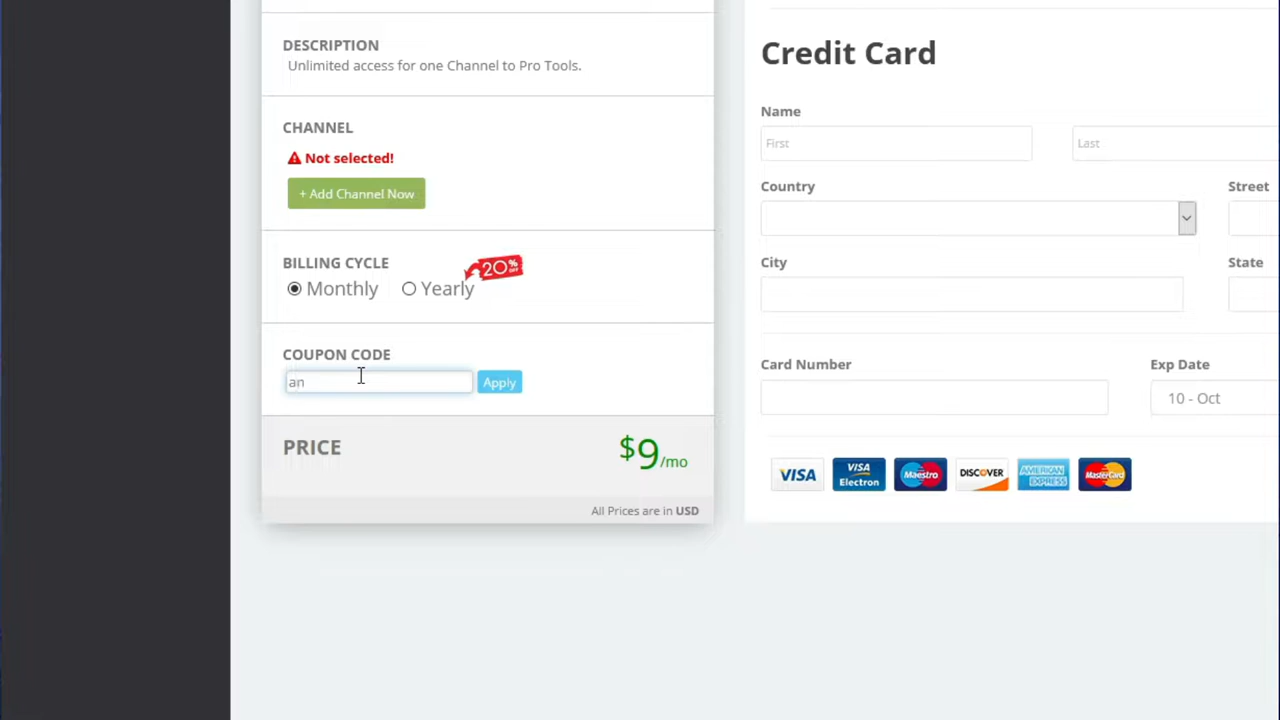 DESCRIPTION
Unlimited access for one Channel to Pro Tools.
CHANNEL
Not selected!
+ Add Channel Now
BILLING CYCLE
20% OFF
Monthly Yearly
COUPON CODE
an
Apply
PRICE
$9/mo
All Prices are in USD
Credit Card
Name
First
Last
Country
Street
City
State
Card Number
Exp Date
10 - Oct
VISA
VISA Electron
Maestro
DISCOVER
AMERICAN EXPRESS
MasterCard